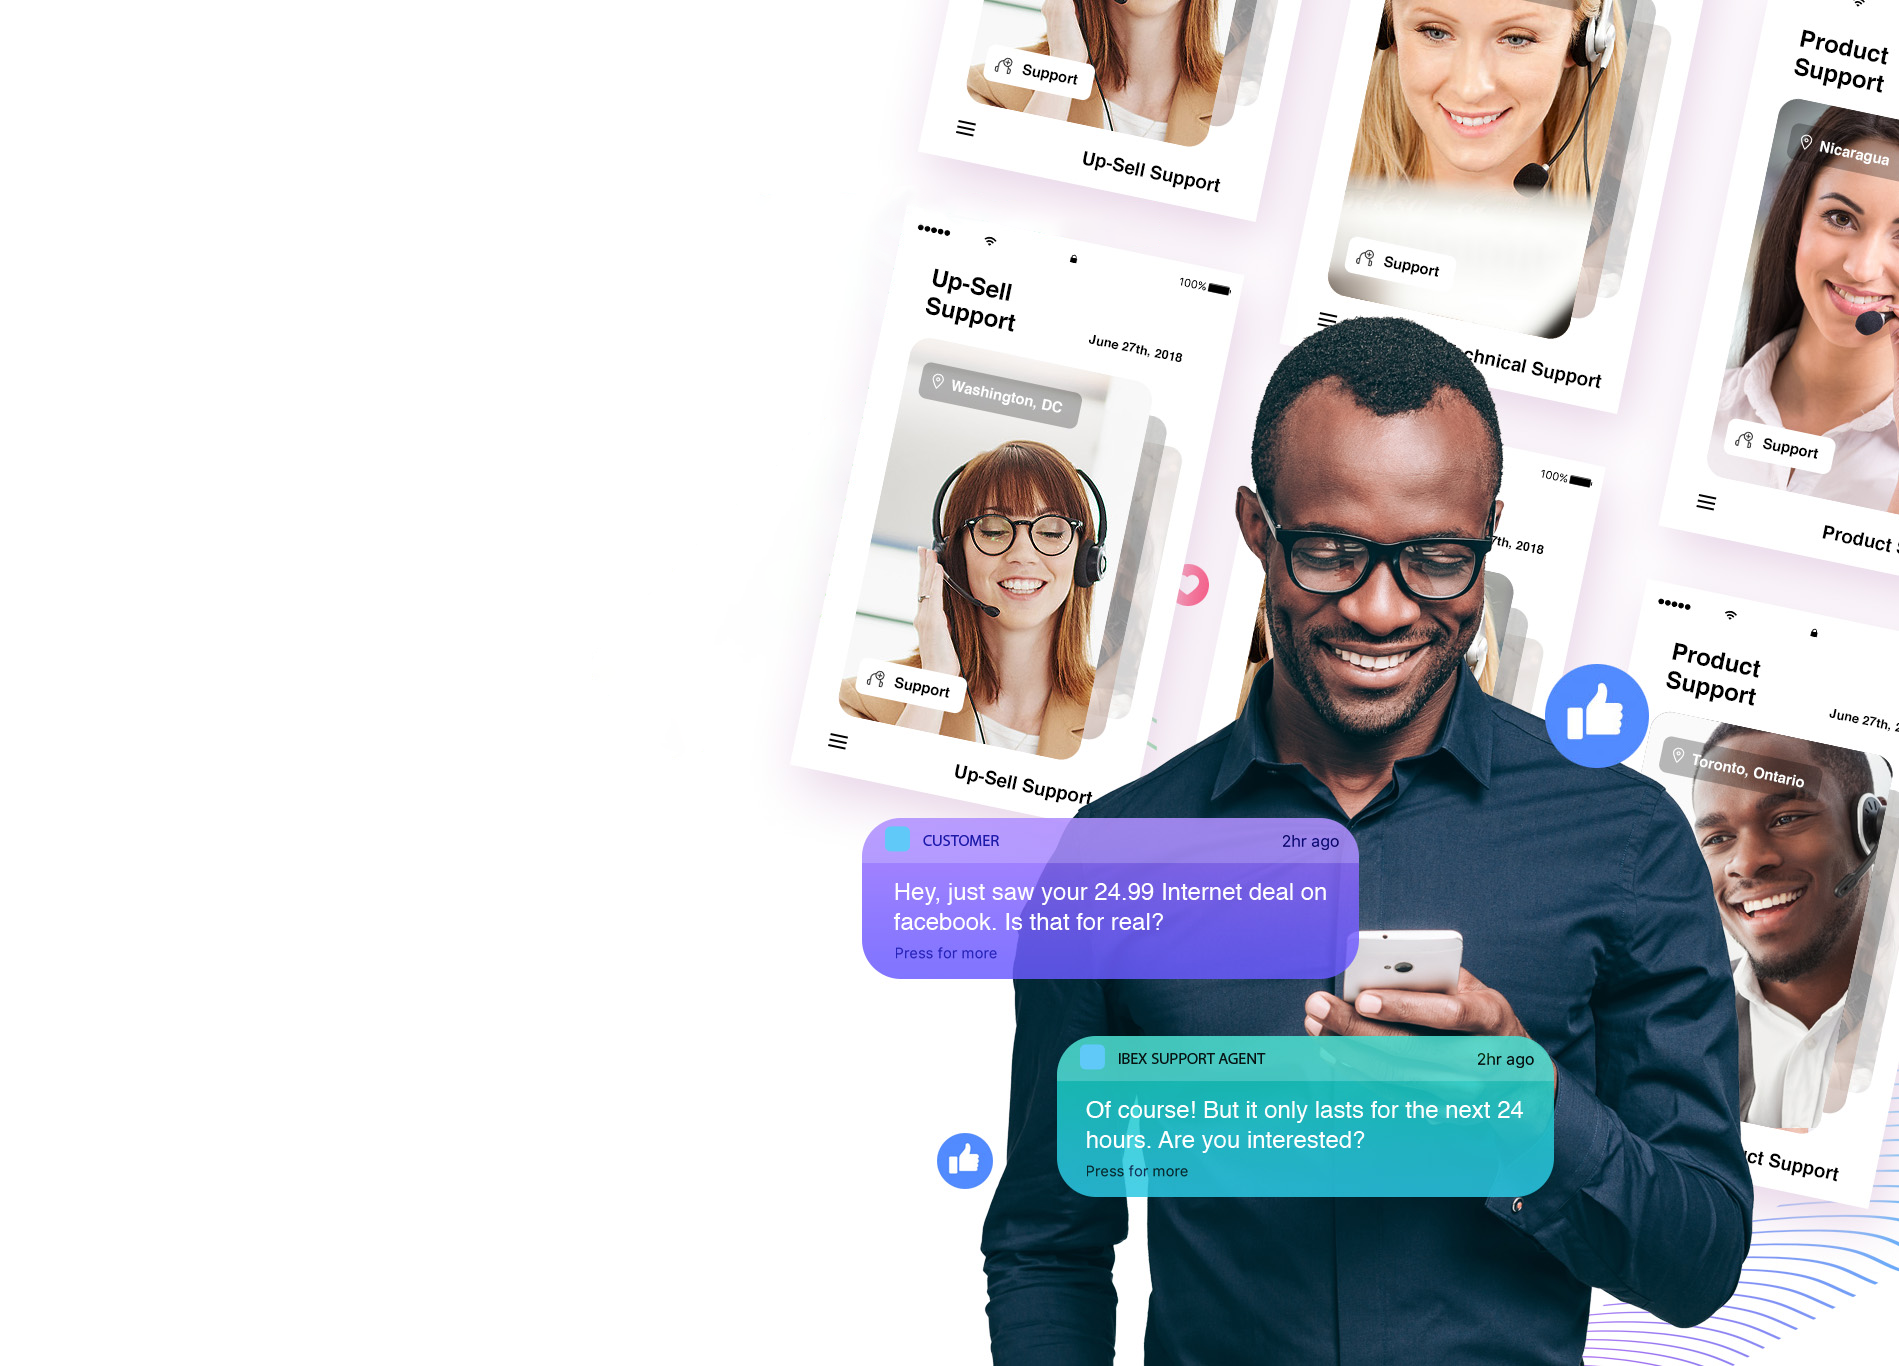 Support
Up-Sell Support
Support
chnical Support
Product
Support
Nicaragua
Support
Product
100%
Up-Sell
Support
June 27th, 2018
Washington, DC
Support
Up-Sell Support
100%
7th, 2018
Product
Support
June 27th, 2
Toronto, Ontario
ct Support
CUSTOMER
2hr ago
Hey, just saw your 24.99 Internet deal on
facebook. Is that for real?
Press for more
IBEX SUPPORT AGENT
2hr ago
Of course! But it only lasts for the next 24
hours. Are you interested?
Press for more